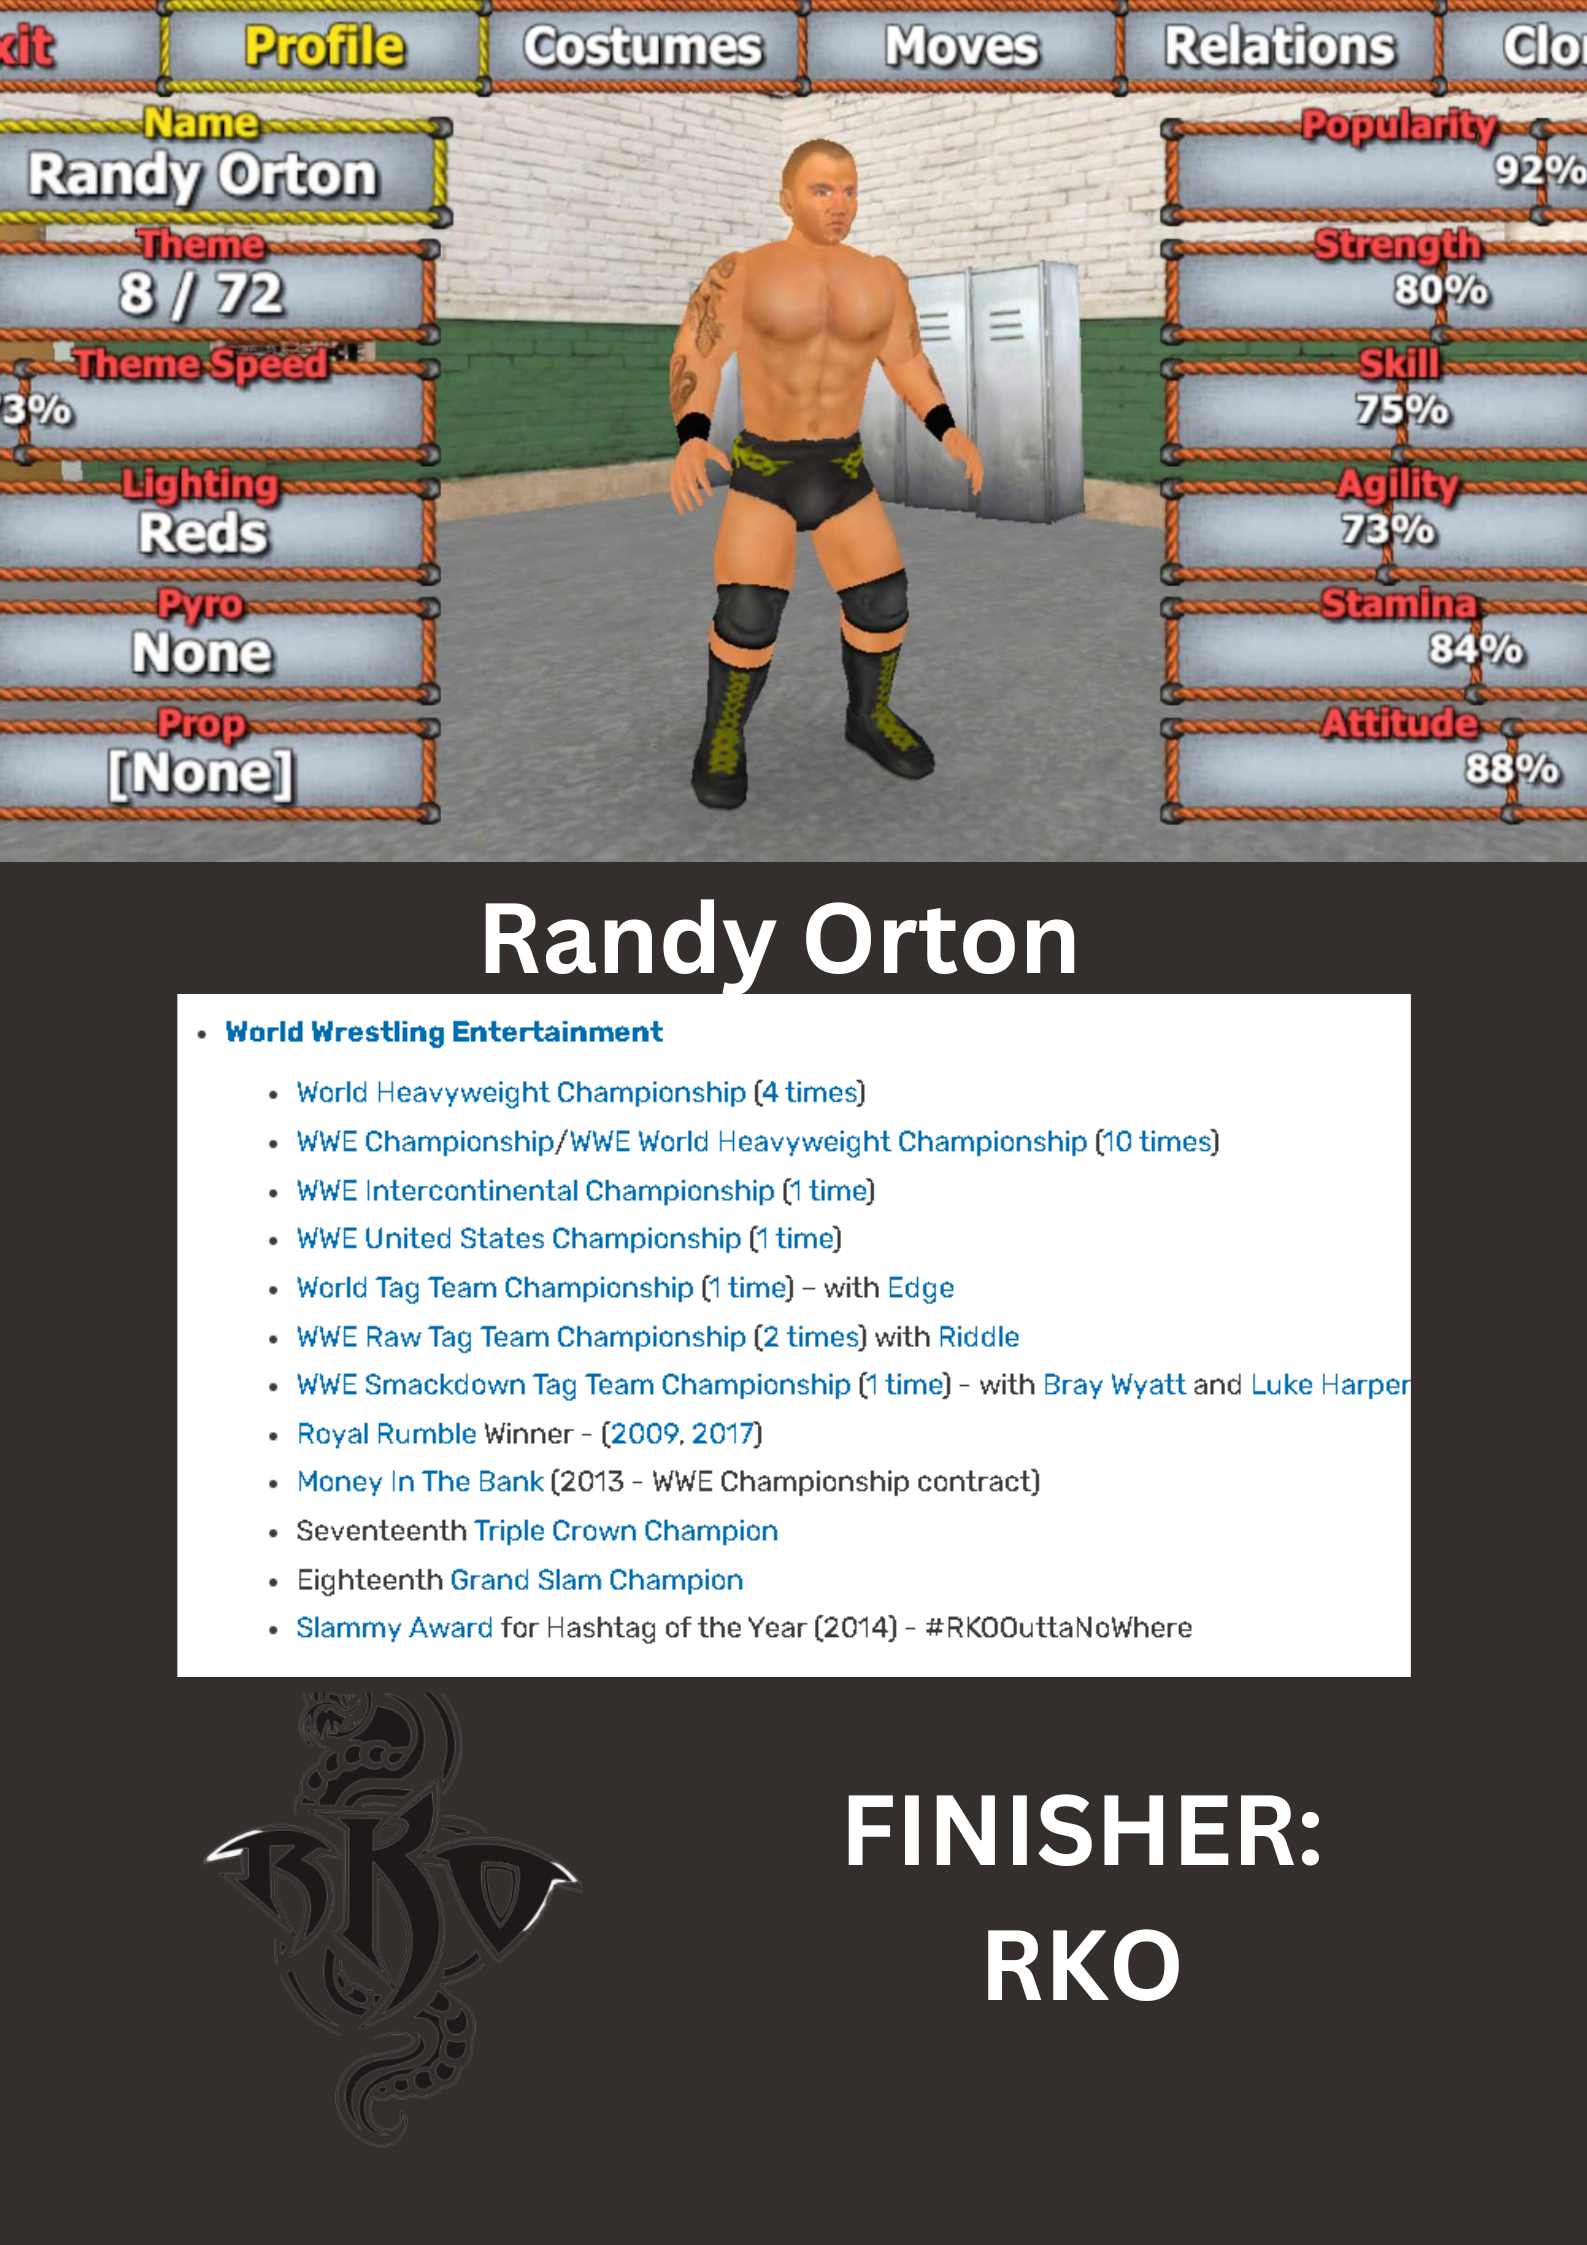 xit Profile Costumes Moves Relations Clo
Name
Randy Orton
Theme
8 / 72
Theme Speed
3%
Lighting
Reds
Pyro
None
Prop
[None]
Popularity
92%
Strength
80%
Skill
75%
Agility
73%
Stamina
84%
Attitude
88%
Randy Orton
• World Wrestling Entertainment
• World Heavyweight Championship (4 times)
• WWE Championship/WWE World Heavyweight Championship (10 times)
• WWE Intercontinental Championship (1 time)
• WWE United States Championship (1 time)
• World Tag Team Championship (1 time) – with Edge
• WWE Raw Tag Team Championship (2 times) with Riddle
• WWE Smackdown Tag Team Championship (1 time) - with Bray Wyatt and Luke Harper
• Royal Rumble Winner - (2009, 2017)
• Money In The Bank (2013 - WWE Championship contract)
• Seventeenth Triple Crown Champion
• Eighteenth Grand Slam Champion
• Slammy Award for Hashtag of the Year (2014) - #RKOOuttaNoWhere
RKO
FINISHER:
RKO